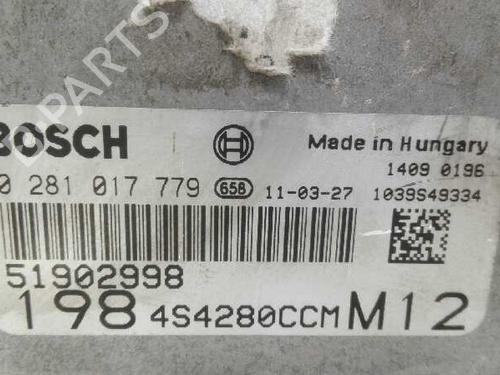 BPARTS
BOSCH
Made in Hungary
0 281 017 779 658 11-03-27
1409 0196
1039S49334
51902998
198 4S4280CCM M12